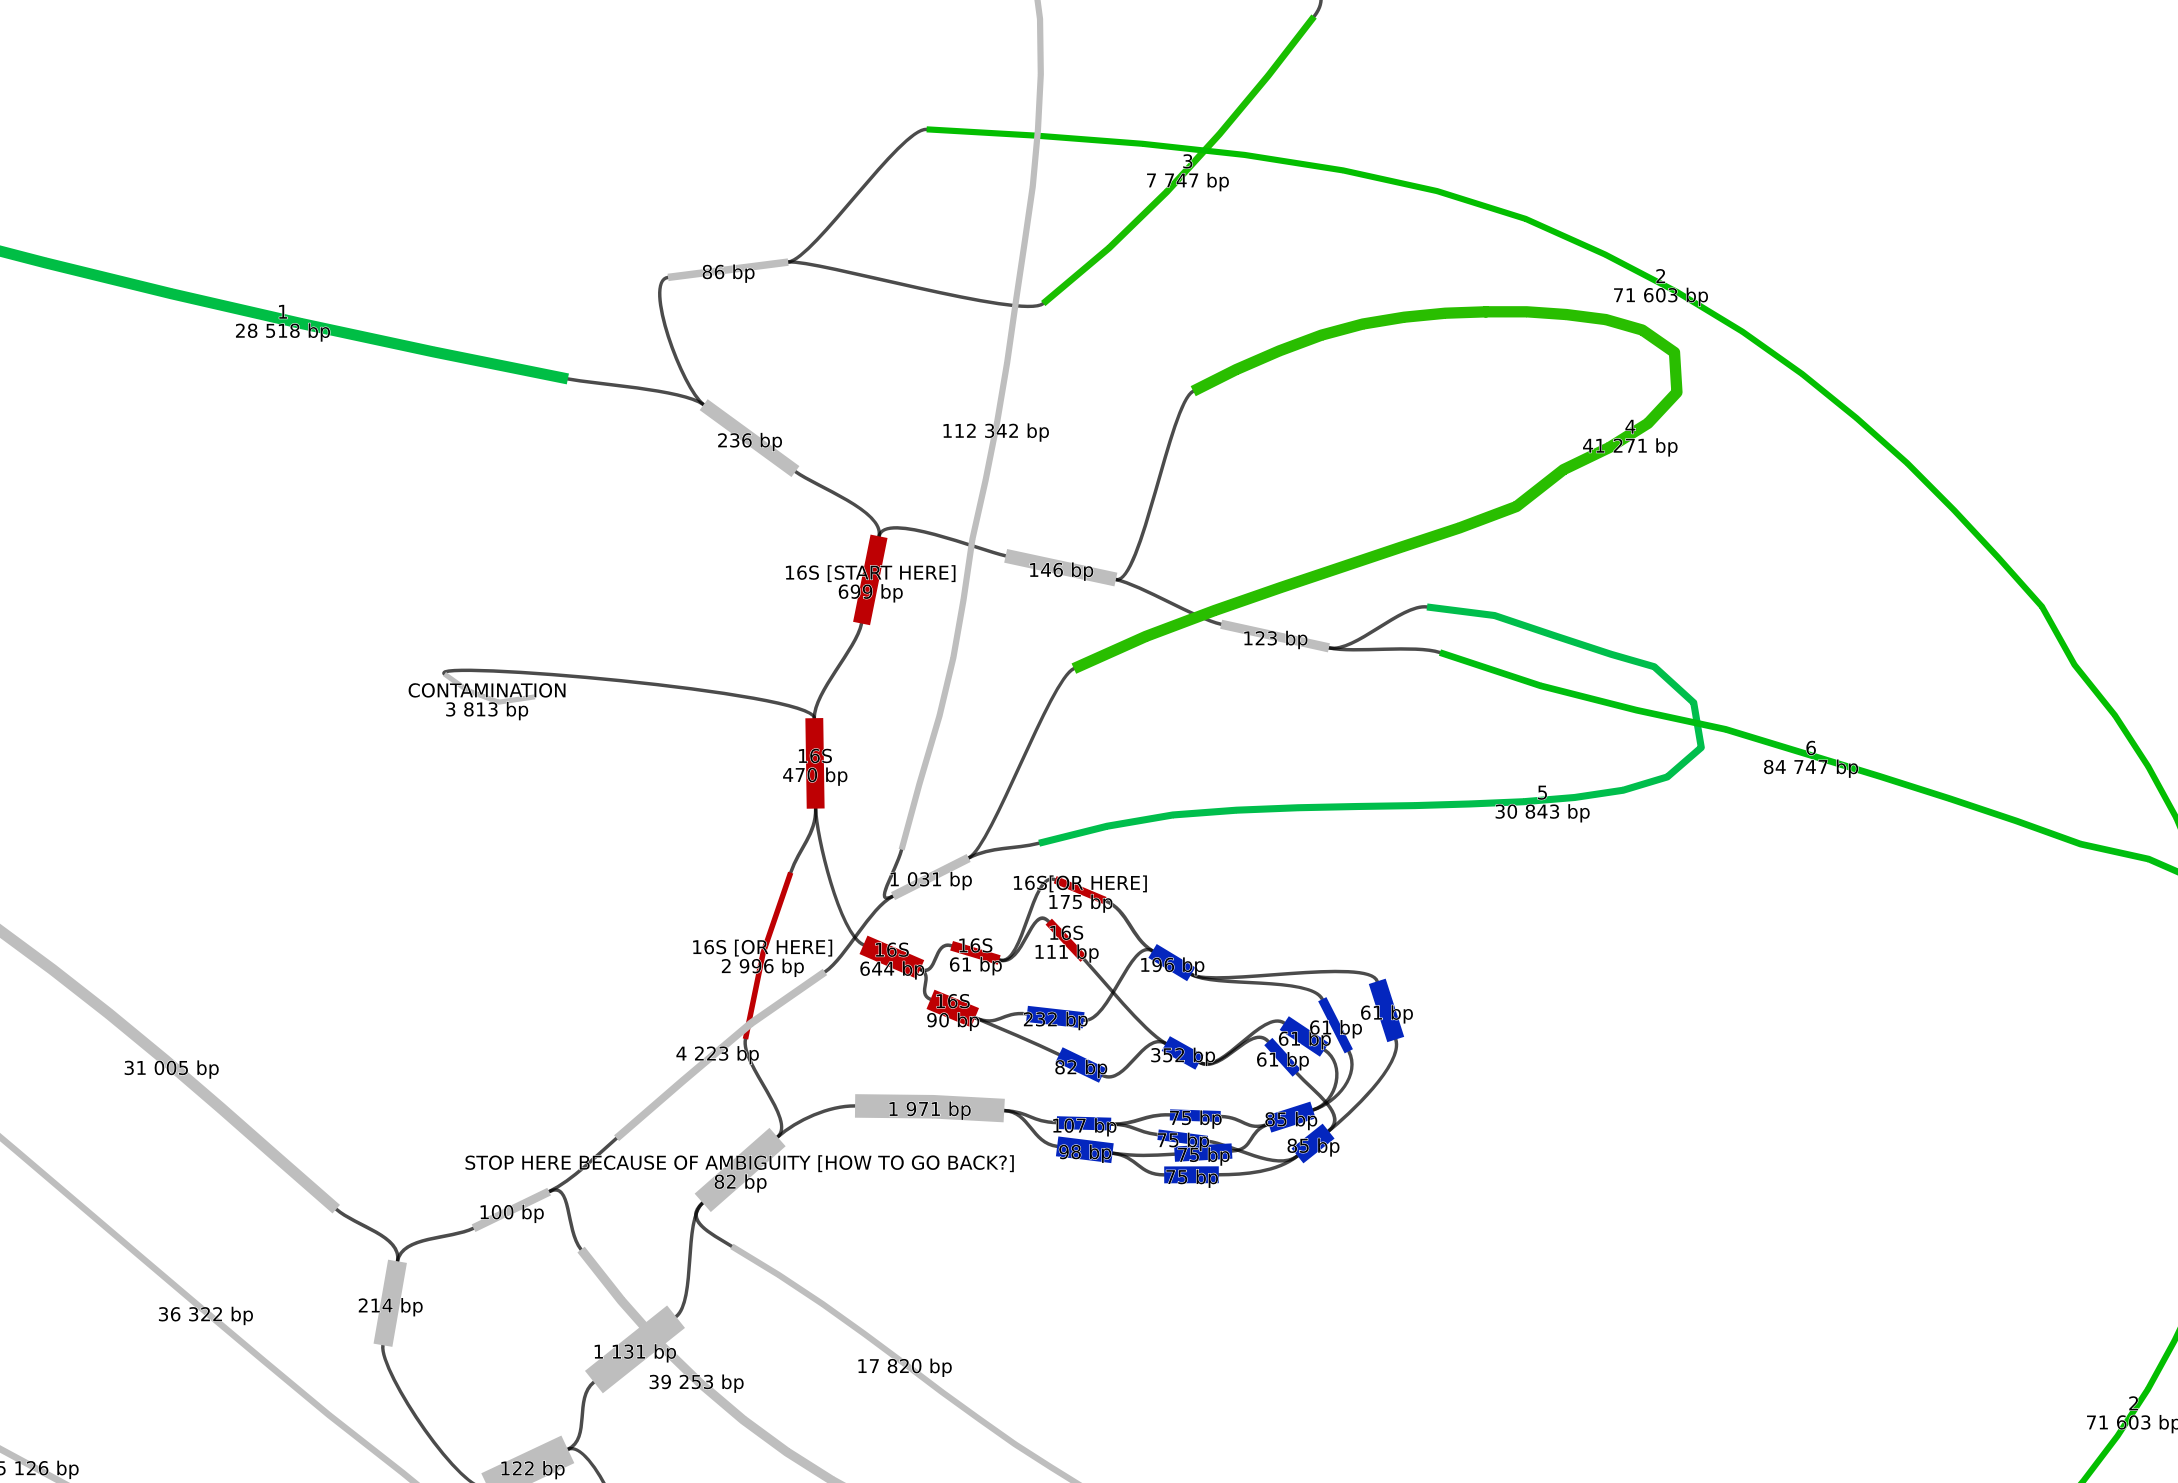 3
7 747 bp
86 bp
2
71 603 bp
1
28 518 bp
236 bp
112 342 bp
4
41 271 bp
146 bp
16S [START HERE]
699 bp
123 bp
CONTAMINATION
3 813 bp
16S
470 bp
6
84 747 bp
5
30 843 bp
1 031 bp
16S[OR HERE]
175 bp
16S
111 bp
16S [OR HERE]
2 996 bp
16S
644 bp
16S
61 bp
196 bp
16S
90 bp
232 bp
61 bp
61 bp
61 bp
61 bp
352 bp
82 bp
4 223 bp
31 005 bp
1 971 bp
107 bp
75 bp
85 bp
75 bp
98 bp
75 bp
85 bp
75 bp
STOP HERE BECAUSE OF AMBIGUITY [HOW TO GO BACK?]
82 bp
100 bp
214 bp
36 322 bp
1 131 bp
39 253 bp
17 820 bp
2
71 603 bp
5 126 bp
122 bp